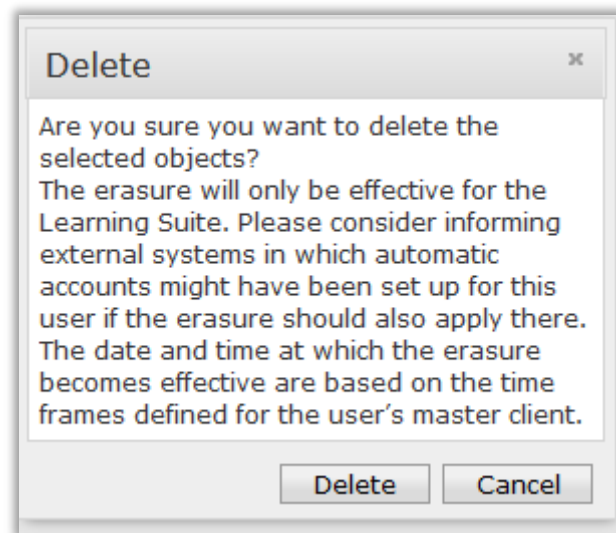 Delete
Are you sure you want to delete the
selected objects?
The erasure will only be effective for the
Learning Suite. Please consider informing
external systems in which automatic
accounts might have been set up for this
user if the erasure should also apply there.
The date and time at which the erasure
becomes effective are based on the time
frames defined for the user’s master client.
Delete Cancel